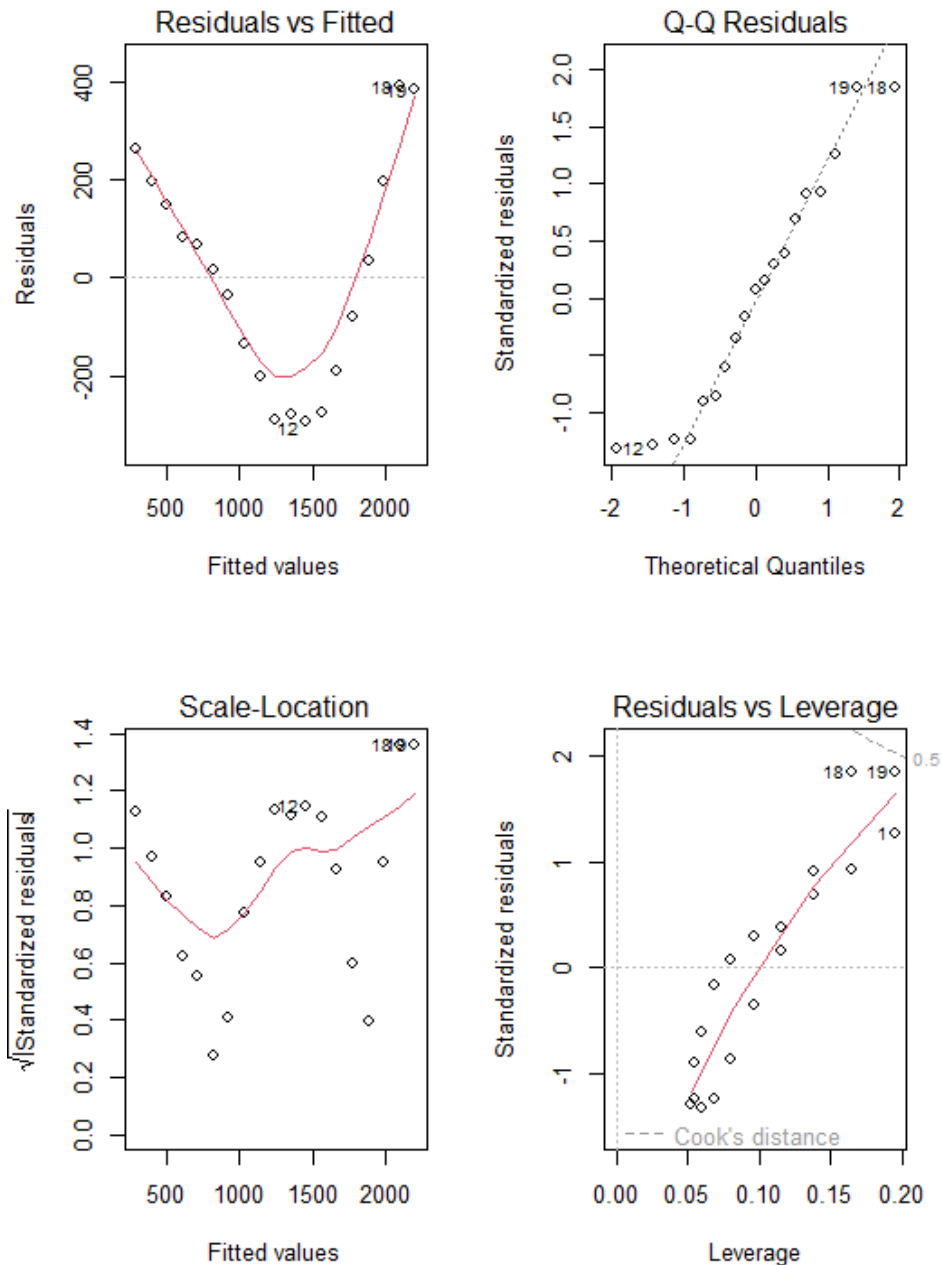 Residuals vs Fitted
Residuals
400
200
0
-200
18
19
12
500 1000 1500 2000
Fitted values
Q-Q Residuals
Standardized residuals
2.0
1.5
1.0
0.5
0.0
-1.0
19 18
12
-2 -1 0 1 2
Theoretical Quantiles
Scale-Location
√|Standardized residuals|
1.4
1.2
1.0
0.8
0.6
0.4
0.2
0.0
18
19
12
500 1000 1500 2000
Fitted values
Residuals vs Leverage
Standardized residuals
2
1
0
-1
0.5
18 19
1
Cook's distance
0.00 0.05 0.10 0.15 0.20
Leverage